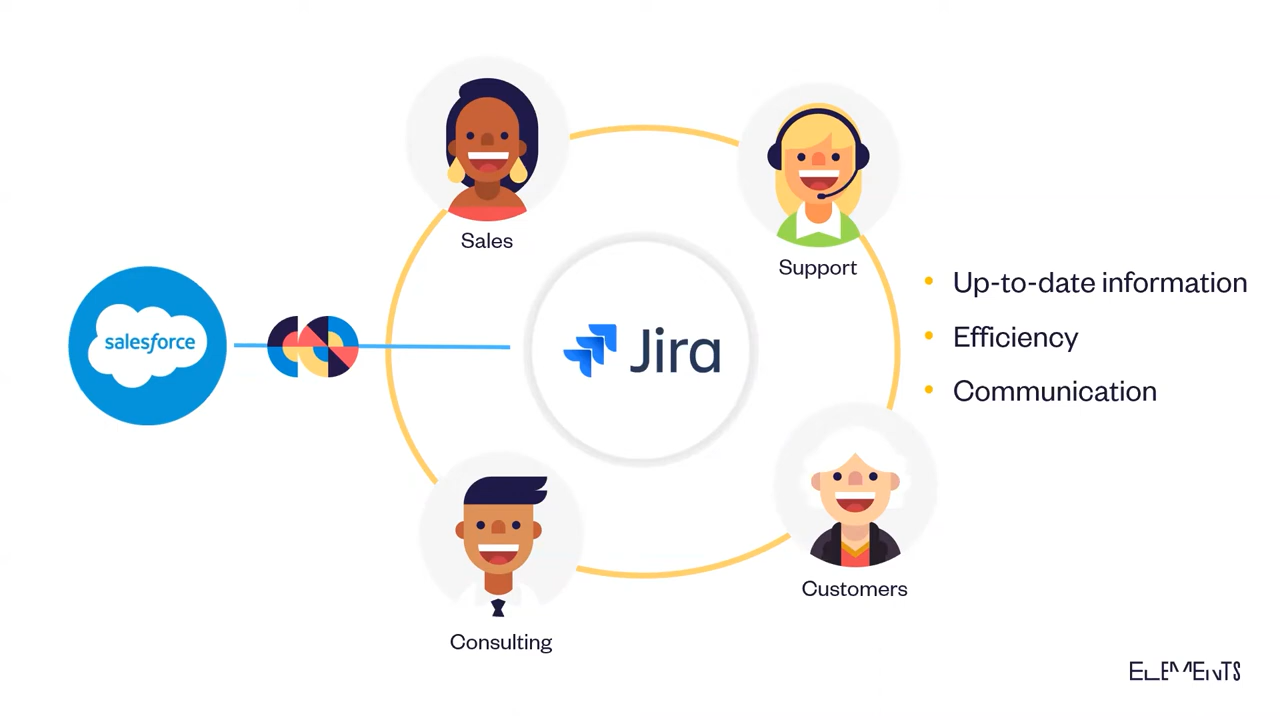 Sales
Support
salesforce
Jira
Up-to-date information
Efficiency
Communication
Customers
Consulting
ELEMENTS